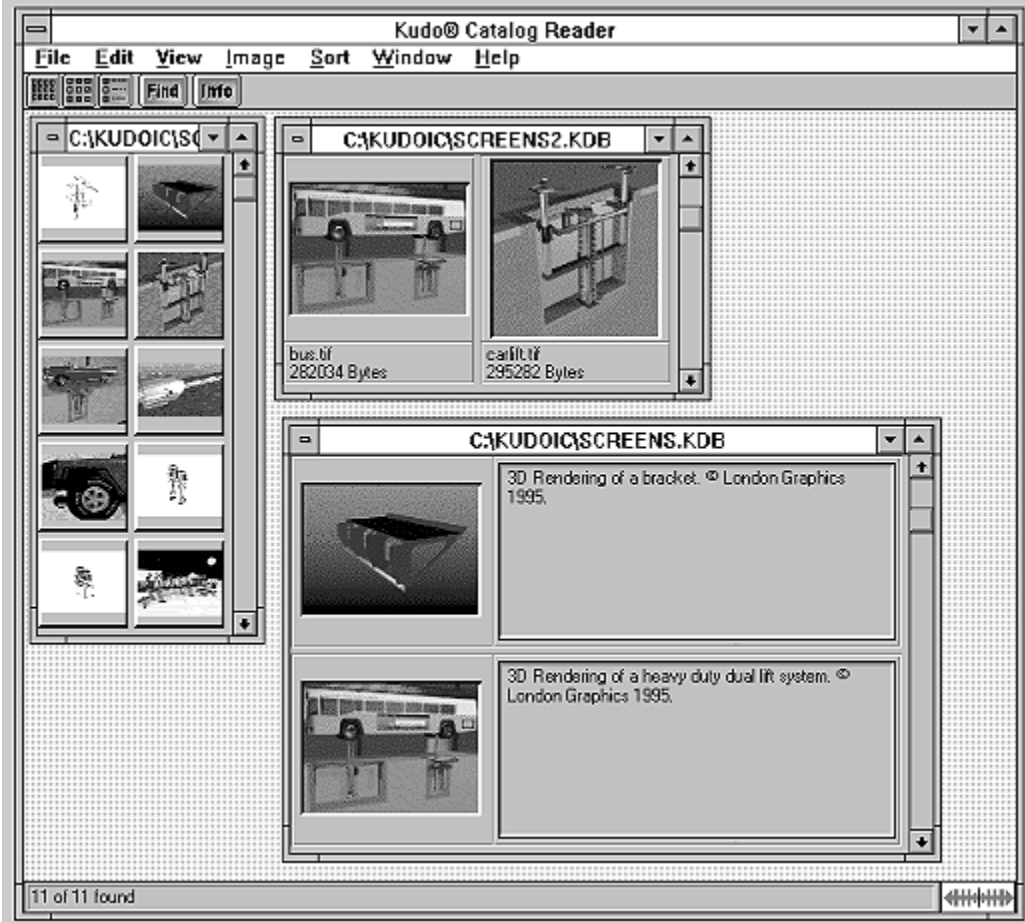 Kudo® Catalog Reader
File Edit View Image Sort Window Help
Find Info
C:\KUDOIC\SC
C:\KUDOIC\SCREENS2.KDB
bus.tif
282034 Bytes
carlift.tif
295282 Bytes
C:\KUDOIC\SCREENS.KDB
3D Rendering of a bracket. © London Graphics
1995.
3D Rendering of a heavy duty dual lift system. ©
London Graphics 1995.
11 of 11 found